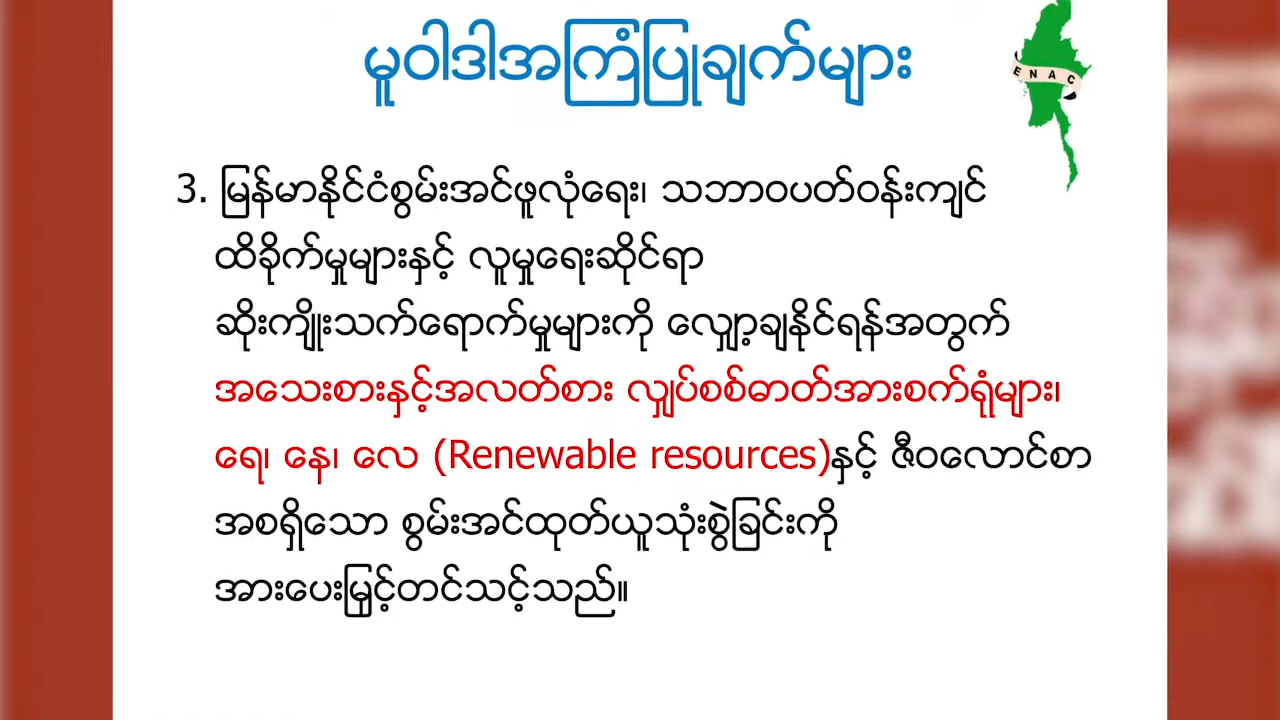 မူဝါဒါအကြံပြုချက်များ
ENAC
3. မြန်မာနိုင်ငံစွမ်းအင်ဖူလုံရေး၊ သဘာဝပတ်ဝန်းကျင်
ထိခိုက်မှုများနှင့် လူမှုရေးဆိုင်ရာ
ဆိုးကျိုးသက်ရောက်မှုများကို လျှော့ချနိုင်ရန်အတွက်
အသေးစားနှင့်အလတ်စား လျှပ်စစ်ဓာတ်အားစက်ရုံများ၊
ရေ၊ နေ၊ လေ (Renewable resources)နှင့် ဇီဝလောင်စာ
အစရှိသော စွမ်းအင်ထုတ်ယူသုံးစွဲခြင်းကို
အားပေးမြှင့်တင်သင့်သည်။